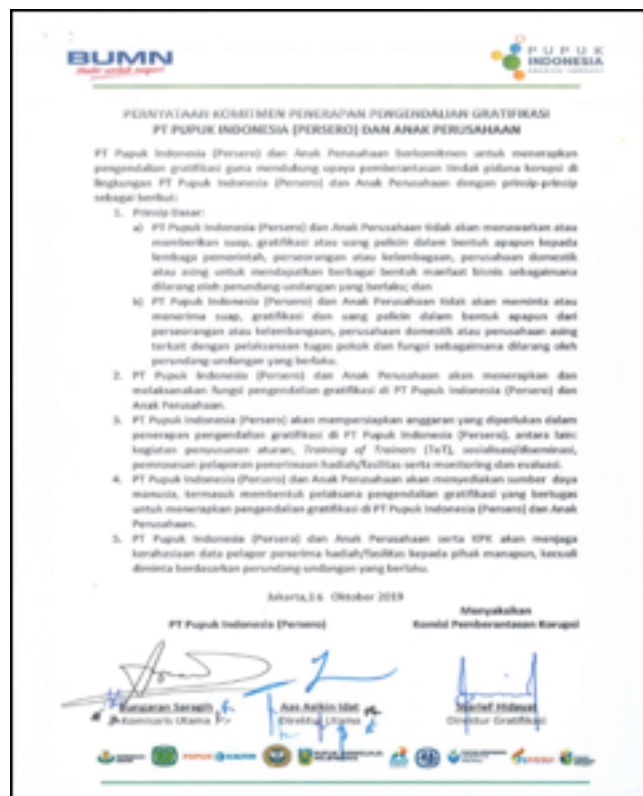 BUMN
PUPUK
INDONESIA
PERNYATAAN KOMITMEN PENERAPAN PENGENDALIAN GRATIFIKASI
PT PUPUK INDONESIA (PERSERO) DAN ANAK PERUSAHAAN
PT Pupuk Indonesia (Persero) dan Anak Perusahaan berkomitmen untuk menerapkan
pengendalian gratifikasi guna mendukung upaya pemberantasan tindak pidana korupsi di
lingkungan PT Pupuk Indonesia (Persero) dan Anak Perusahaan dengan prinsip-prinsip
sebagai berikut:
1. Prinsip Dasar:
a) PT Pupuk Indonesia (Persero) dan Anak Perusahaan tidak akan menawarkan atau
memberikan suap, gratifikasi atau uang pelicin dalam bentuk apapun kepada
lembaga pemerintah, perseorangan atau kelembagaan, perusahaan domestik
atau asing untuk mendapatkan berbagai bentuk manfaat bisnis sebagaimana
dilarang oleh perundang-undangan yang berlaku; dan
b) PT Pupuk Indonesia (Persero) dan Anak Perusahaan tidak akan meminta atau
menerima suap, gratifikasi dan uang pelicin dalam bentuk apapun dari
perseorangan atau kelembangaan, perusahaan domestik atau perusahaan asing
terkait dengan pelaksanaan tugas pokok dan fungsi sebagaimana dilarang oleh
perundang-undangan yang berlaku.
2. PT Pupuk Indonesia (Persero) dan Anak Perusahaan akan menerapkan dan
melaksanakan fungsi pengendalian gratifikasi di PT Pupuk Indonesia (Persero) dan
Anak Perusahaan.
3. PT Pupuk Indonesia (Persero) akan mempersiapkan anggaran yang diperlukan dalam
penerapan pengendalian gratifikasi di PT Pupuk Indonesia (Persero), antara lain:
kegiatan penyusunan aturan, Training of Trainers (ToT), sosialisasi/diseminasi,
pemrosesan pelaporan penerimaan hadiah/fasilitas serta monitoring dan evaluasi.
4. PT Pupuk Indonesia (Persero) dan Anak Perusahaan akan menyediakan sumber daya
manusia, termasuk membentuk pelaksana pengendalian gratifikasi yang bertugas
untuk menerapkan pengendalian gratifikasi di PT Pupuk Indonesia (Persero) dan Anak
Perusahaan.
5. PT Pupuk Indonesia (Persero) dan Anak Perusahaan serta KPK akan menjaga
kerahasiaan data pelapor penerima hadiah/fasilitas kepada pihak manapun, kecuali
diminta berdasarkan perundang-undangan yang berlaku.
Jakarta, 16 Oktober 2019
Menyaksikan
PT Pupuk Indonesia (Persero) Komisi Pemberantasan Korupsi
Bungaran Saragih Aas Asikin Idat Syarief Hidayat
Komisaris Utama Direktur Utama Direktur Gratifikasi